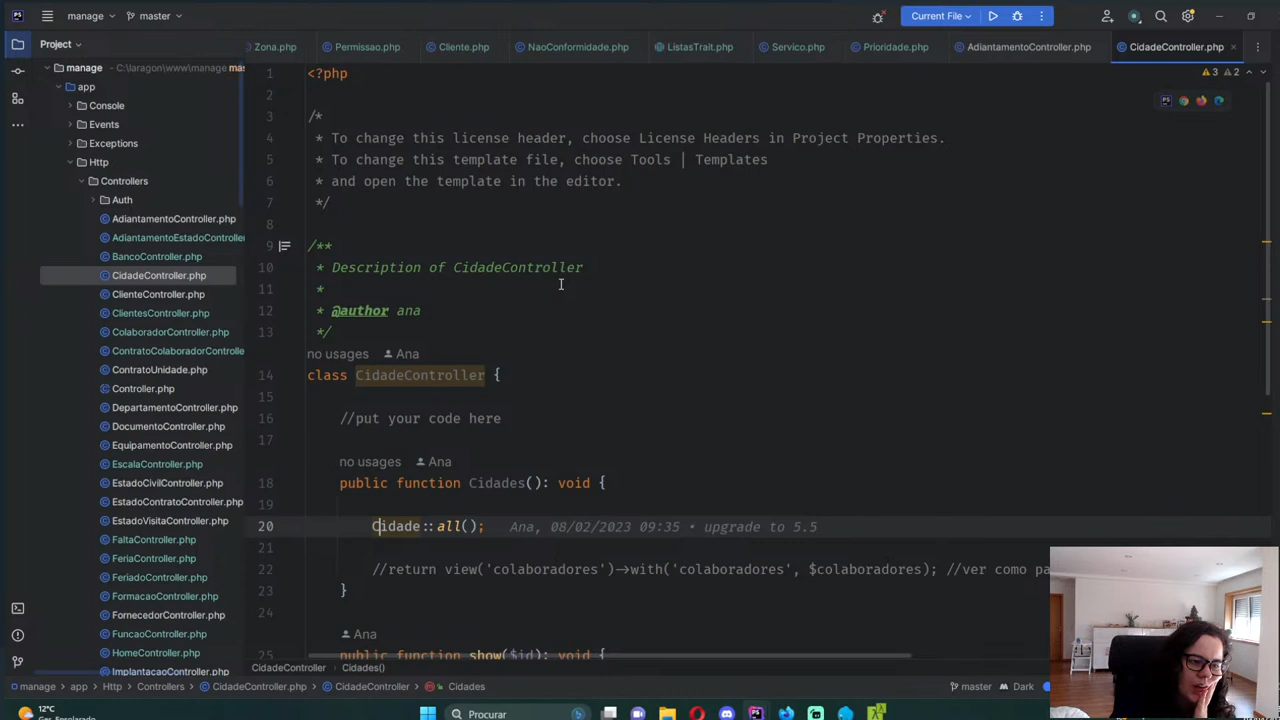 manage
master
Current File
Project
Zona.php
Permissao.php
Cliente.php
NaoConformidade.php
ListasTrait.php
Servico.php
Prioridade.php
AdiantamentoController.php
CidadeController.php
manage - C:\laragon\www\manage mas
app
Console
Events
Exceptions
Http
Controllers
Auth
AdiantamentoController.php
AdiantamentoEstadoController
BancoController.php
CidadeController.php
ClienteController.php
ClientesController.php
ColaboradorController.php
ContratoColaboradorController
ContratoUnidade.php
Controller.php
DepartamentoController.php
DocumentoController.php
EquipamentoController.php
EscalaController.php
EstadoCivilController.php
EstadoContratoController.php
EstadoVisitaController.php
FaltaController.php
FeriaController.php
FeriadoController.php
FormacaoController.php
FornecedorController.php
FuncaoController.php
HomeController.php
ImplantacaoController.php
3 2
1 <?php
2
3 /*
4 * To change this license header, choose License Headers in Project Properties.
5 * To change this template file, choose Tools | Templates
6 * and open the template in the editor.
7 */
8
9 /**
10 * Description of CidadeController
11 *
12 * @author ana
13 */
no usages Ana
14 class CidadeController {
15
16 //put your code here
17
no usages Ana
18 public function Cidades(): void {
19
20 Cidade::all(); Ana, 08/02/2023 09:35 • upgrade to 5.5
21
22 //return view('colaboradores')->with('colaboradores', $colaboradores); //ver como pa
23 }
24
Ana
25 public function show($id): void {
CidadeController Cidades()
manage app Http Controllers CidadeController.php CidadeController Cidades
master Dark
12°C
Ger. Ensolarado
Procurar